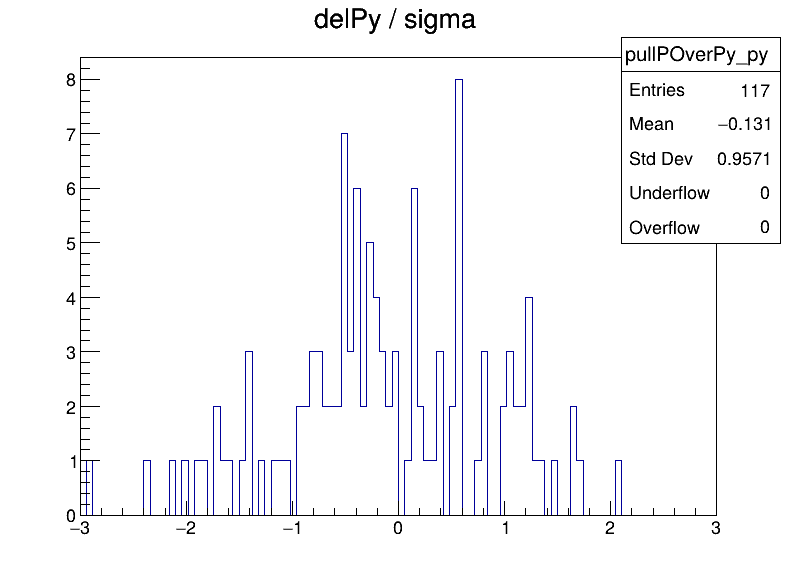 delPy / sigma
pullPOverPy_py
Entries 117
Mean −0.131
Std Dev 0.9571
Underflow 0
Overflow 0
8
7
6
5
4
3
2
1
0
−3 −2 −1 0 1 2 3